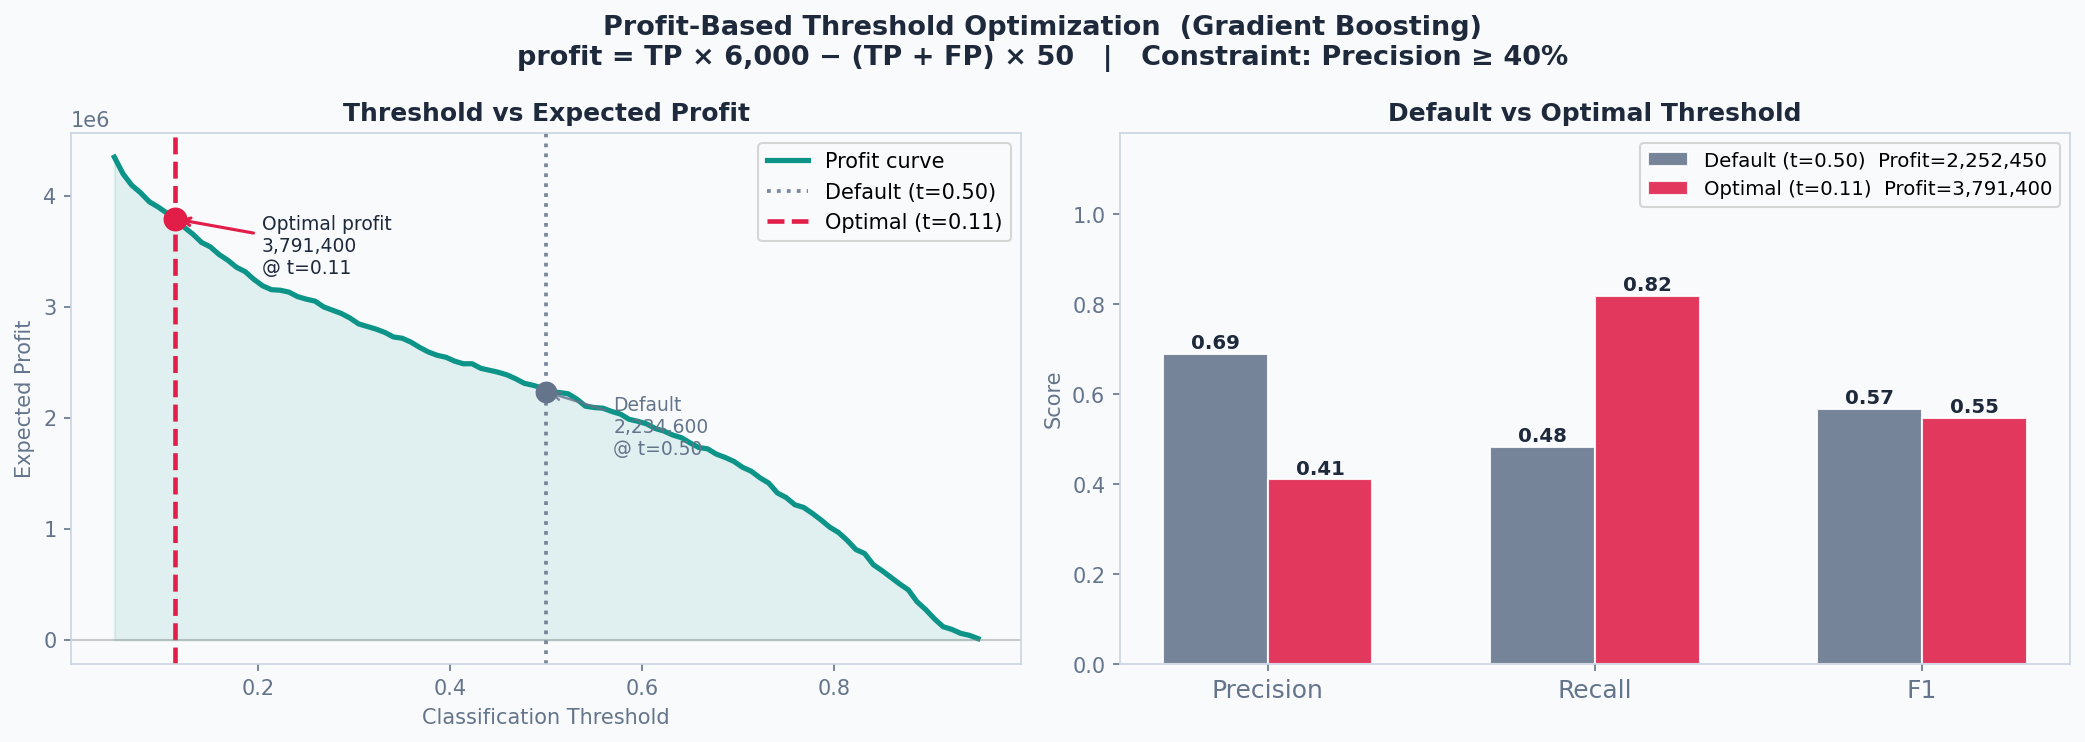 Profit-Based Threshold Optimization  (Gradient Boosting)
profit = TP × 6,000 − (TP + FP) × 50   |   Constraint: Precision ≥ 40%
Threshold vs Expected Profit
1e6
4
3
2
1
0
Expected Profit
0.2
0.4
0.6
0.8
Classification Threshold
Profit curve
Default (t=0.50)
Optimal (t=0.11)
Optimal profit
3,791,400
@ t=0.11
Default
2,234,600
@ t=0.50
Default vs Optimal Threshold
Default (t=0.50)  Profit=2,252,450
Optimal (t=0.11)  Profit=3,791,400
1.0
0.8
0.6
0.4
0.2
0.0
Score
0.69
0.41
0.48
0.82
0.57
0.55
Precision
Recall
F1